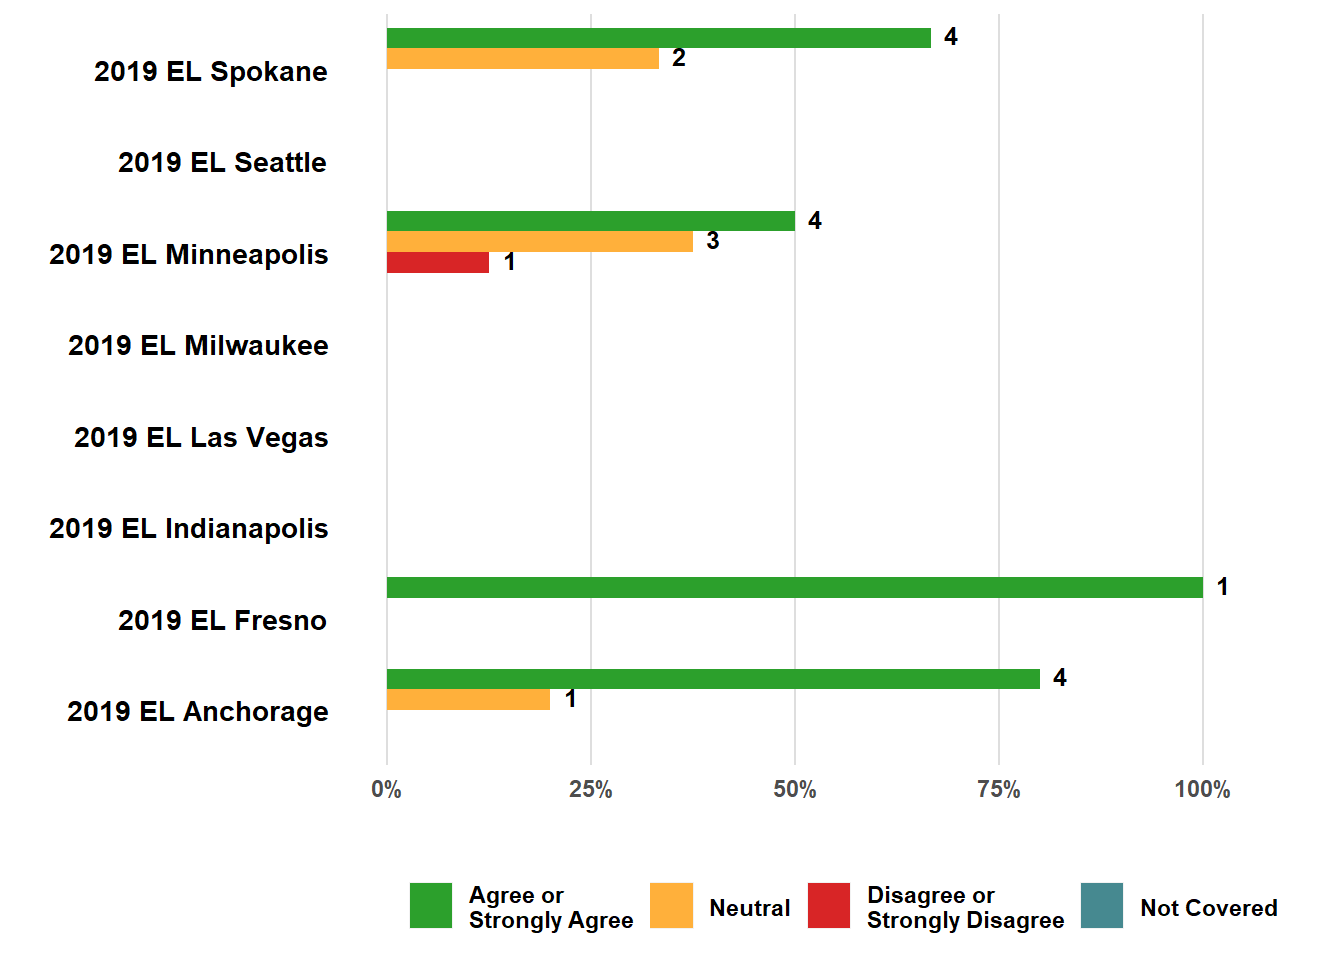 4
2
2019 EL Spokane
2019 EL Seattle
4
3
2019 EL Minneapolis
1
2019 EL Milwaukee
2019 EL Las Vegas
2019 EL Indianapolis
1
2019 EL Fresno
4
1
2019 EL Anchorage
0% 25% 50% 75% 100%
Agree or
Strongly Agree
Neutral
Disagree or
Strongly Disagree
Not Covered